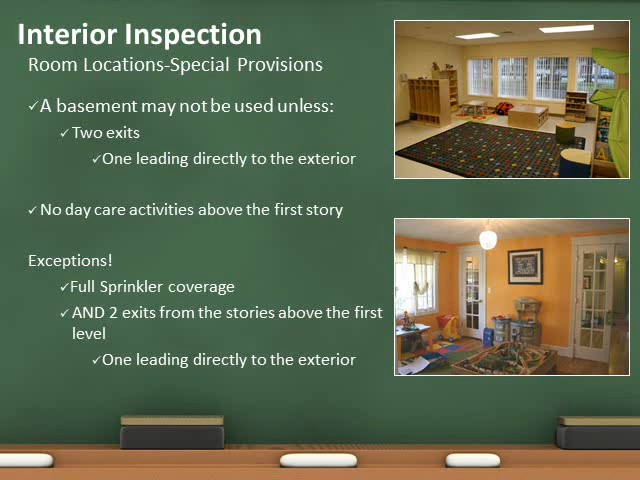 Interior Inspection
Room Locations-Special Provisions
✓A basement may not be used unless:
✓Two exits
✓One leading directly to the exterior
✓No day care activities above the first story
Exceptions!
✓Full Sprinkler coverage
✓AND 2 exits from the stories above the first
level
✓One leading directly to the exterior